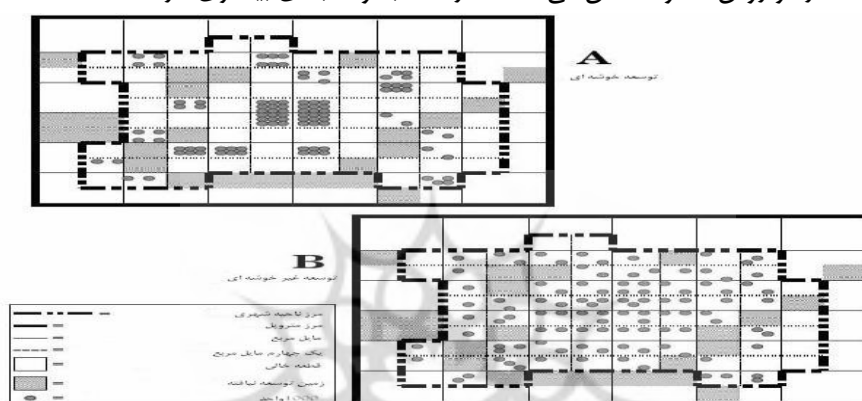 A
توسعه خوشه ای
B
توسعه غیر خوشه ای
مرز ناحیه شهری
مرز متروپل
مایل مربع
یک چهارم مایل مربع
قطعه خالی
زمین توسعه نیافته
واحد